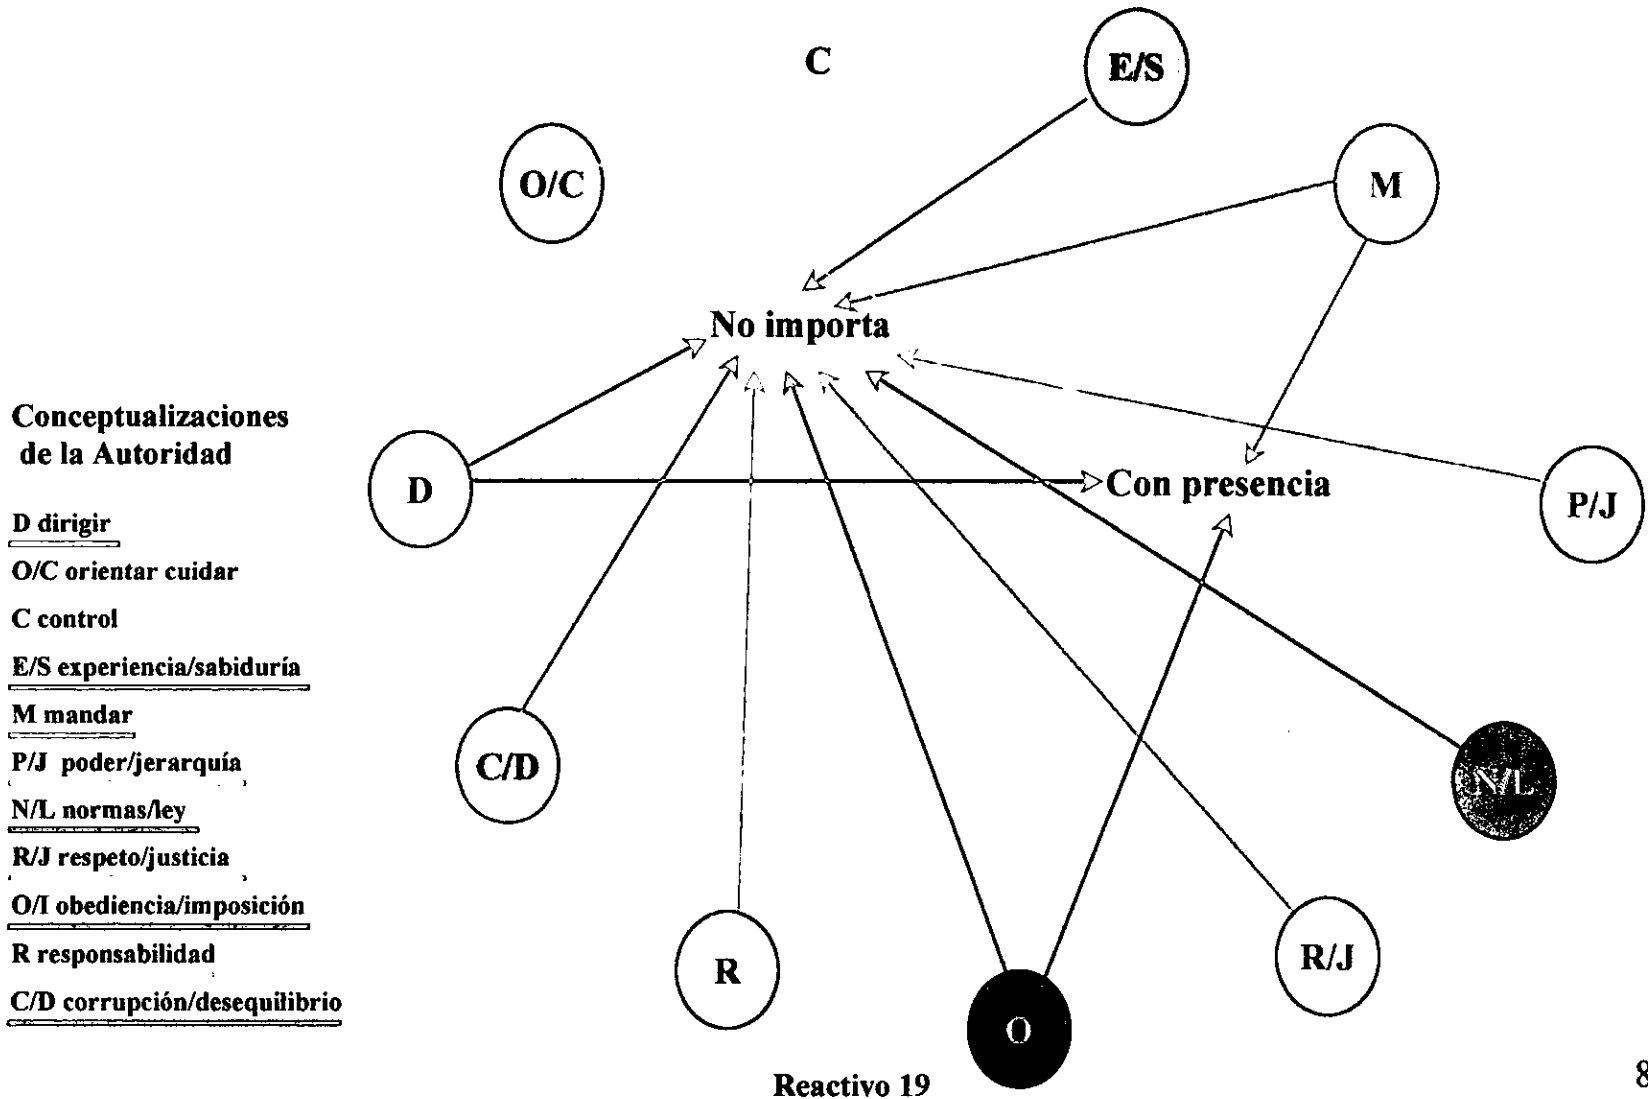 C
E/S
O/C
M
No importa
Conceptualizaciones
de la Autoridad
D
Con presencia
P/J
D dirigir
O/C orientar cuidar
C control
E/S experiencia/sabiduría
M mandar
P/J poder/jerarquía
N/L normas/ley
R/J respeto/justicia
O/I obediencia/imposición
R responsabilidad
C/D corrupción/desequilibrio
C/D
N/L
R
R/J
O
Reactivo 19
8